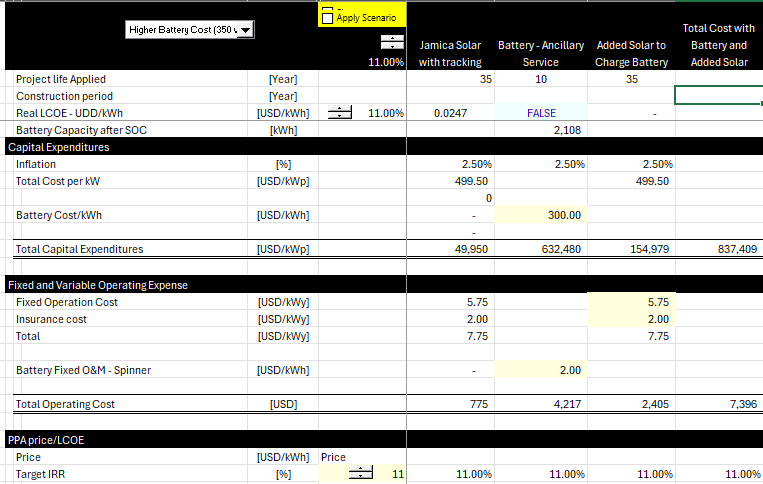 Apply Scenario
Higher Battery Cost (350 v
Total Cost with
Jamica Solar Battery - Ancillary Added Solar to Battery and
11.00% with tracking Service Charge Battery Added Solar
Project life Applied [Year] 35 10 35
Construction period [Year]
Real LCOE - UDD/kWh [USD/kWh] 11.00% 0.0247 FALSE -
Battery Capacity after SOC [kWh] 2,108
Capital Expenditures
Inflation [%] 2.50% 2.50% 2.50%
Total Cost per kW [USD/kWp] 499.50 499.50
0
Battery Cost/kWh [USD/kWh] - 300.00
-
Total Capital Expenditures [USD/kWp] 49,950 632,480 154,979 837,409
Fixed and Variable Operating Expense
Fixed Operation Cost [USD/kWy] 5.75 5.75
Insurance cost [USD/kWy] 2.00 2.00
Total [USD/kWy] 7.75 7.75
Battery Fixed O&M - Spinner [USD/kWh] - 2.00
Total Operating Cost [USD] 775 4,217 2,405 7,396
PPA price/LCOE
Price [USD/kWh] Price
Target IRR [%] 11 11.00% 11.00% 11.00% 11.00%